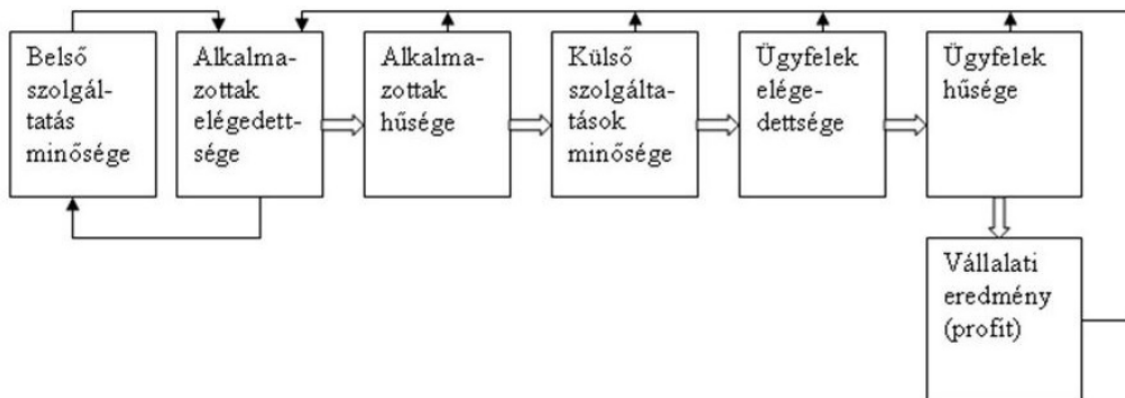 Belső
szolgál-
tatás
minősége
Alkalma-
zottak
elégedett-
sége
Alkalma-
zottak
hűsége
Külső
szolgálta-
tások
minősége
Ügyfelek
elége-
dettsége
Ügyfelek
hűsége
Vállalati
eredmény
(profit)